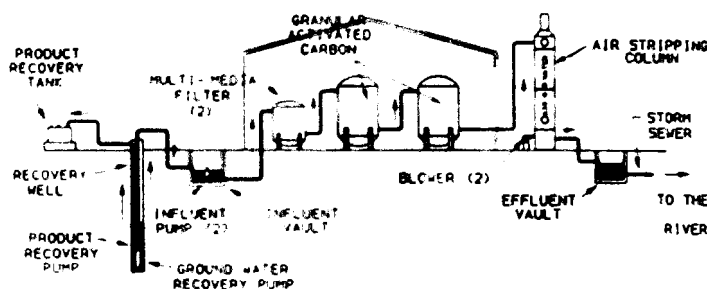 GRANULAR
ACTIVATED
CARBON
PRODUCT
RECOVERY
TANK
MULTI-MEDIA
FILTER
(2)
AIR STRIPPING
COLUMN
STORM
SEWER
RECOVERY
WELL
BLOWER (2)
INFLUENT
PUMP (2)
INFLUENT
VAULT
EFFLUENT
VAULT
TO THE
RIVER
PRODUCT
RECOVERY
PUMP
GROUND WATER
RECOVERY PUMP